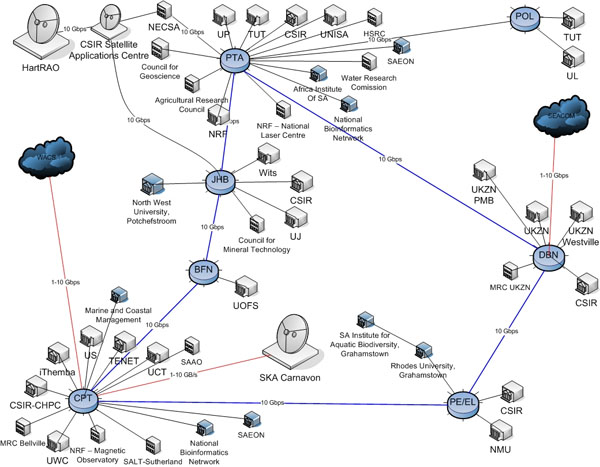 10 Gbps
NECSA
CSIR Satellite
Applications Centre
HartRAO
10 Gbps
UP
TUT
CSIR
UNISA
HSRC
10 Gbps
SAEON
POL
TUT
UL
PTA
Council for
Geoscience
Agricultural Research
Council
NRF
NRF – National
Laser Centre
Africa Institute
Of SA
Water Research
Comission
National
Bioinformatics
Netrwork
SEACOM
10 Gbps
WACS
10 Gbps
1-10 Gbps
JHB
Wits
CSIR
UJ
North West
University,
Potchefstroom
Council for
Mineral Technology
10 Gbps
UKZN
PMB
UKZN
UKZN
Westville
DBN
MRC UKZN
CSIR
BFN
UOFS
1-10 Gbps
Marine and Coastal
Management
10 Gbps
10 Gbps
US
TENET
UCT
SAAO
iThemba
1-10 GB/s
SKA Carnavon
SA Institute for
Aquatic Biodiversity,
Grahamstown
Rhodes University,
Grahamstown
CSIR-CHPC
CPT
10 Gbps
PE/EL
CSIR
NMU
MRC Bellville
UWC
NRF – Magnetic
Observatory
SALT-Sutherland
National
Bioinformatics
Netrwork
SAEON